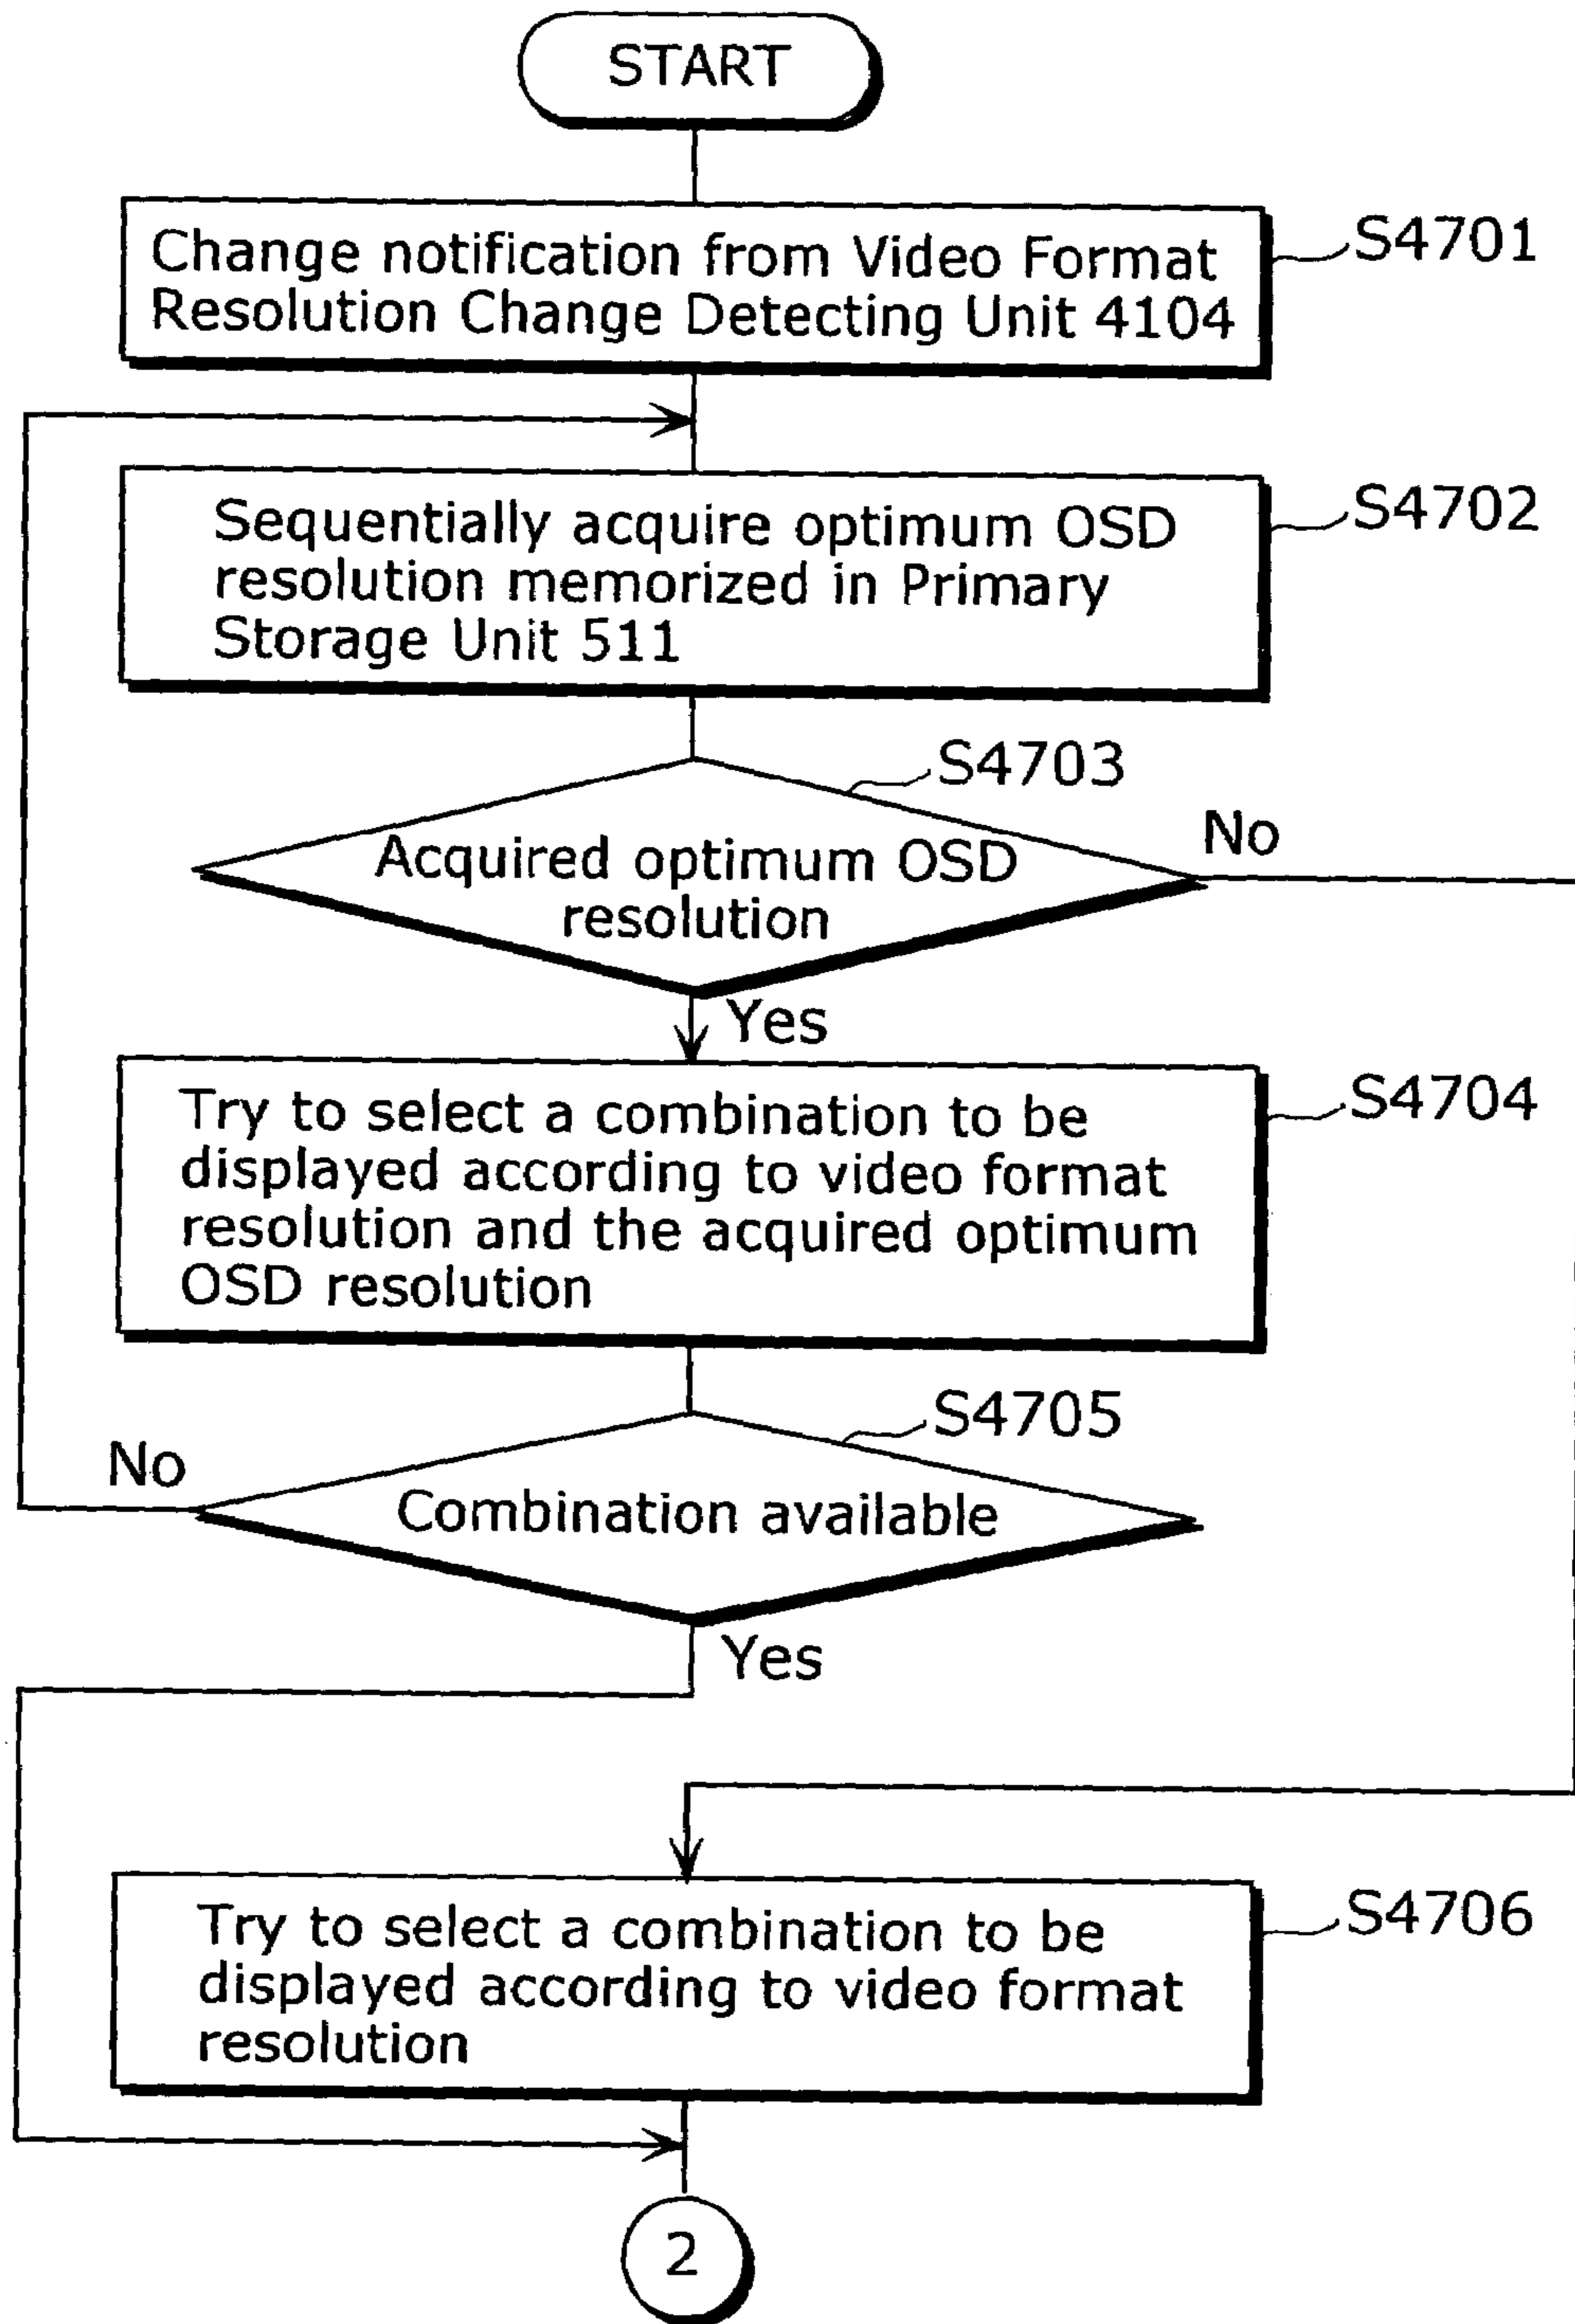 START
Change notification from Video Format
Resolution Change Detecting Unit 4104
S4701
Sequentially acquire optimum OSD
resolution memorized in Primary
Storage Unit 511
S4702
S4703
Acquired optimum OSD
resolution
No
Yes
Try to select a combination to be
displayed according to video format
resolution and the acquired optimum
OSD resolution
S4704
S4705
No
Combination available
Yes
Try to select a combination to be
displayed according to video format
resolution
S4706
2